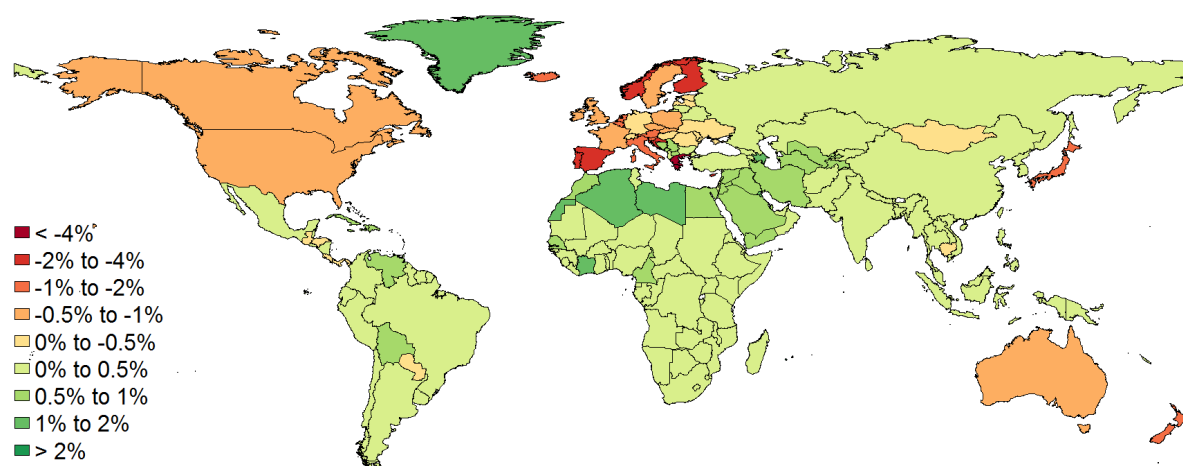 < -4%
-2% to -4%
-1% to -2%
-0.5% to -1%
0% to -0.5%
0% to 0.5%
0.5% to 1%
1% to 2%
> 2%